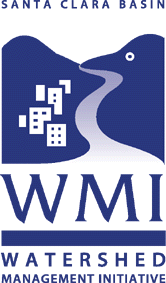 SANTA CLARA BASIN
WMI
WATERSHED
MANAGEMENT INITIATIVE